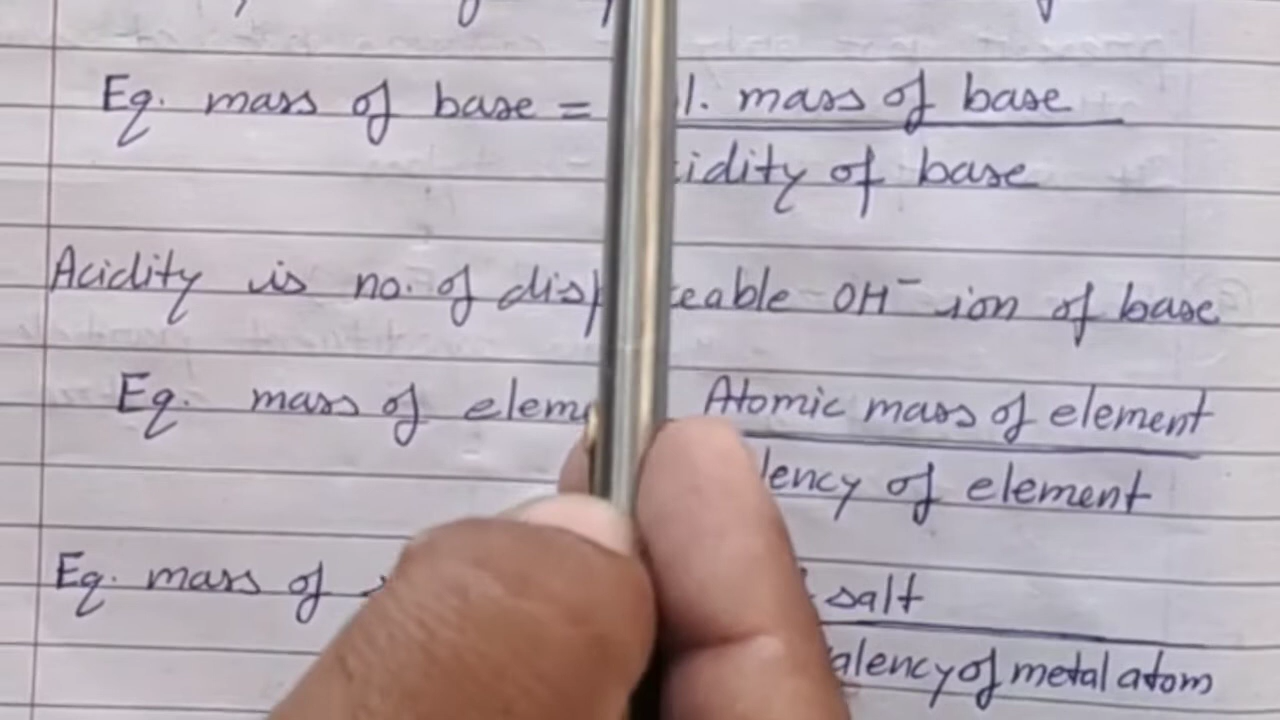 Eq. mass of base = l. mass of base
idity of base
Acidity is no. of disp eable OH⁻ ion of base
Eq. mass of eleme Atomic mass of element
lency of element
Eq. mass of salt
alency of metal atom